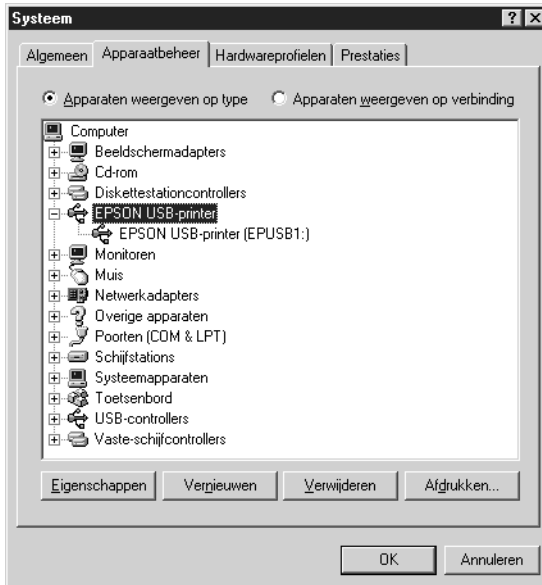 Systeem
Algemeen Apparaatbeheer Hardwareprofielen Prestaties
Apparaten weergeven op type Apparaten weergeven op verbinding
Computer
Beeldschermadapters
Cd-rom
Diskettestationcontrollers
EPSON USB-printer
EPSON USB-printer (EPUSB1:)
Monitoren
Muis
Netwerkadapters
Overige apparaten
Poorten (COM & LPT)
Schijfstations
Systeemapparaten
Toetsenbord
USB-controllers
Vaste-schijfcontrollers
Eigenschappen Vernieuwen Verwijderen Afdrukken...
OK Annuleren